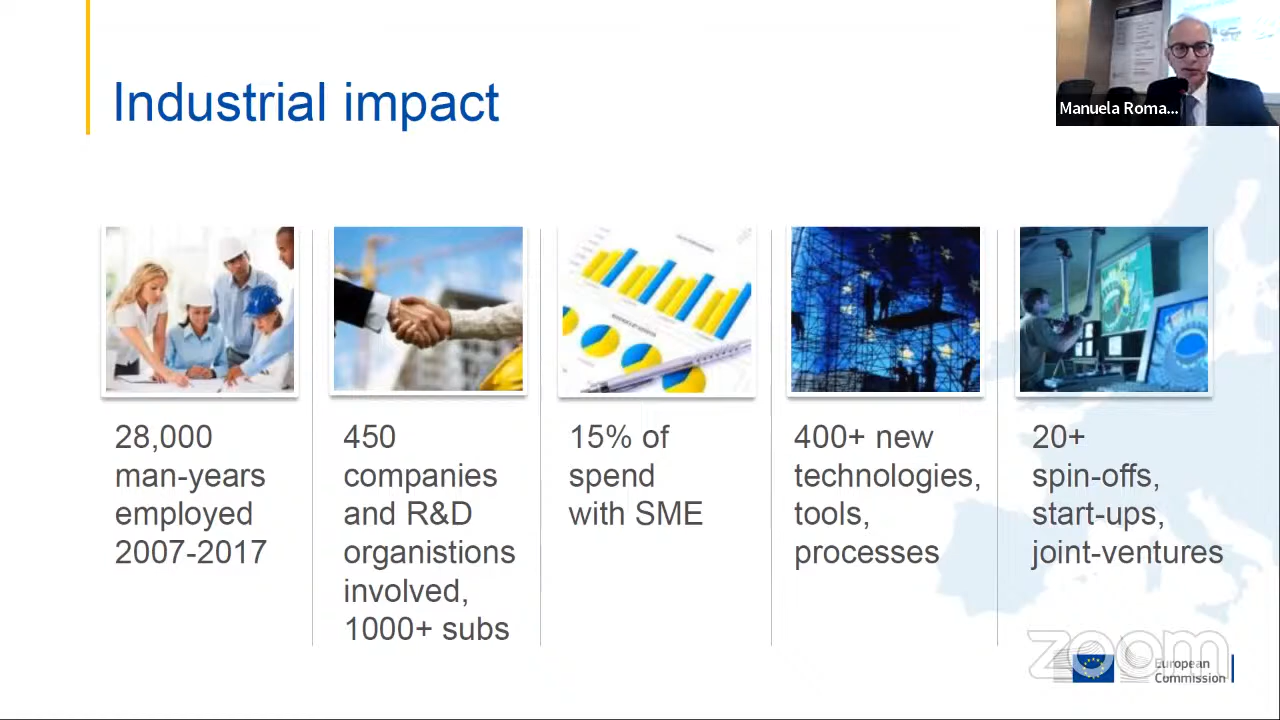 Industrial impact
Manuela Roma...
28,000
man-years
employed
2007-2017
450
companies
and R&D
organistions
involved,
1000+ subs
15% of
spend
with SME
400+ new
technologies,
tools,
processes
20+
spin-offs,
start-ups,
joint-ventures
zoom
European
Commission